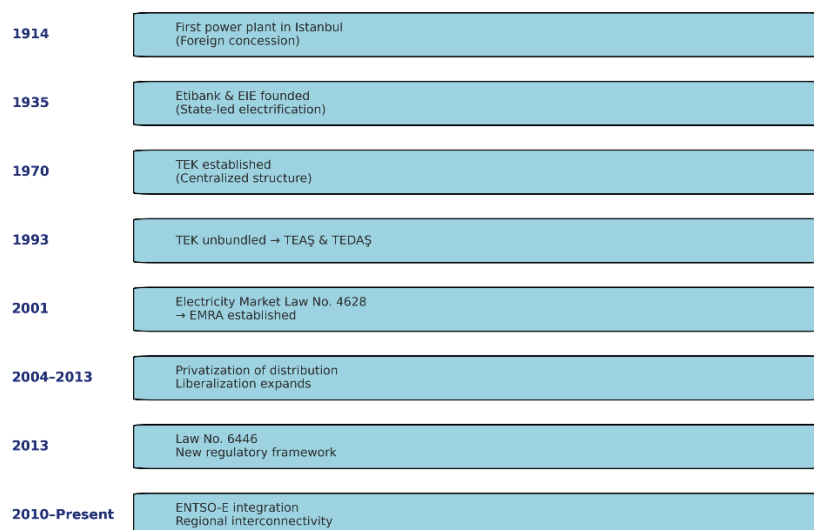 1914
First power plant in Istanbul
(Foreign concession)
1935
Etibank & EIE founded
(State-led electrification)
1970
TEK established
(Centralized structure)
1993
TEK unbundled → TEAŞ & TEDAŞ
2001
Electricity Market Law No. 4628
→ EMRA established
2004–2013
Privatization of distribution
Liberalization expands
2013
Law No. 6446
New regulatory framework
2010–Present
ENTSO-E integration
Regional interconnectivity